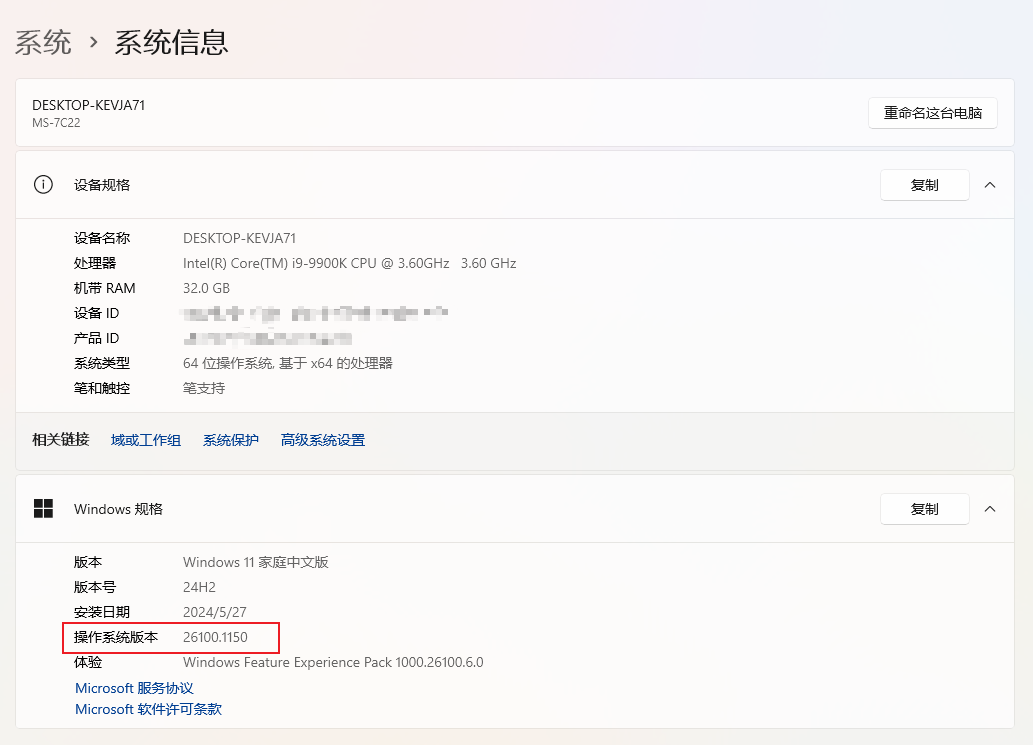 系统 › 系统信息
DESKTOP-KEVJA71
MS-7C22
重命名这台电脑
设备规格
复制
设备名称 DESKTOP-KEVJA71
处理器 Intel(R) Core(TM) i9-9900K CPU @ 3.60GHz 3.60 GHz
机带 RAM 32.0 GB
设备 ID
产品 ID
系统类型 64 位操作系统, 基于 x64 的处理器
笔和触控 笔支持
相关链接 域或工作组 系统保护 高级系统设置
Windows 规格
复制
版本 Windows 11 家庭中文版
版本号 24H2
安装日期 2024/5/27
操作系统版本 26100.1150
体验 Windows Feature Experience Pack 1000.26100.6.0
Microsoft 服务协议
Microsoft 软件许可条款